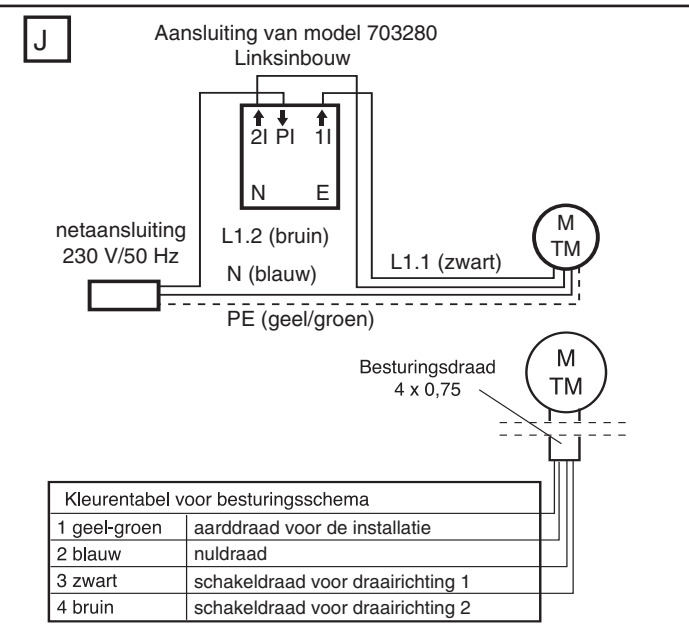 J
Aansluiting van model 703280
Linksinbouw
2I PI 1I
N E
netaansluiting
230 V/50 Hz
L1.2 (bruin)
N (blauw)
L1.1 (zwart)
PE (geel/groen)
M
TM
Besturingsdraad
4 x 0,75
M
TM
Kleurentabel voor besturingsschema
1 geel-groen aarddraad voor de installatie
2 blauw nuldraad
3 zwart schakeldraad voor draairichting 1
4 bruin schakeldraad voor draairichting 2